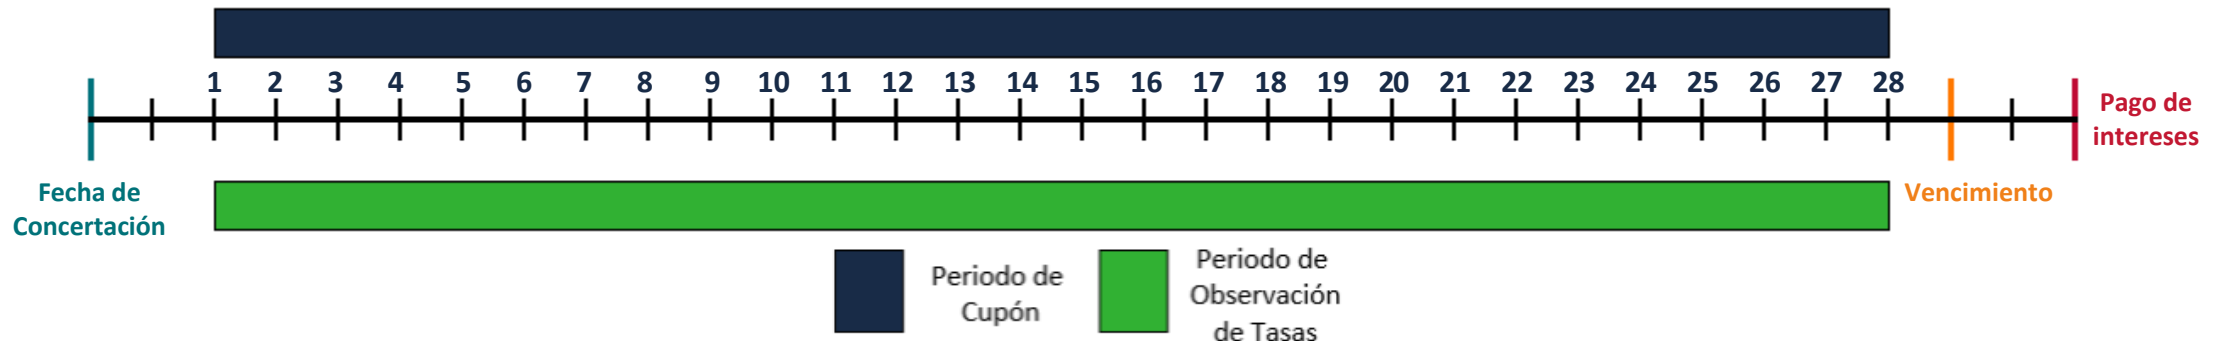 1 2 3 4 5 6 7 8 9 10 11 12 13 14 15 16 17 18 19 20 21 22 23 24 25 26 27 28
Pago de
intereses
Fecha de
Concertación
Vencimiento
Periodo de
Cupón
Periodo de
Observación
de Tasas